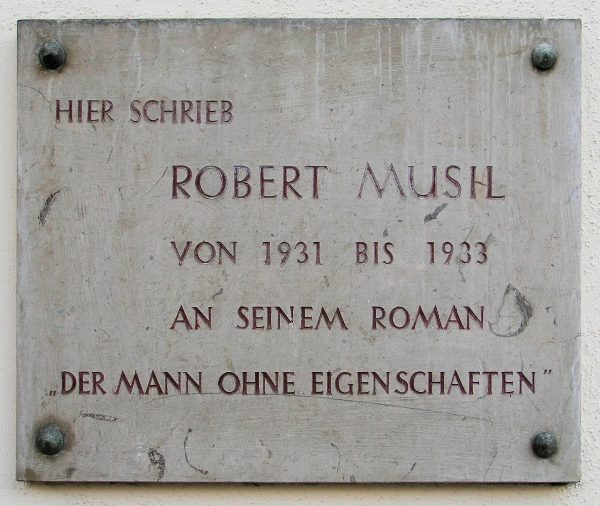 HIER SCHRIEB
ROBERT MUSIL
VON 1931 BIS 1933
AN SEINEM ROMAN
„DER MANN OHNE EIGENSCHAFTEN”